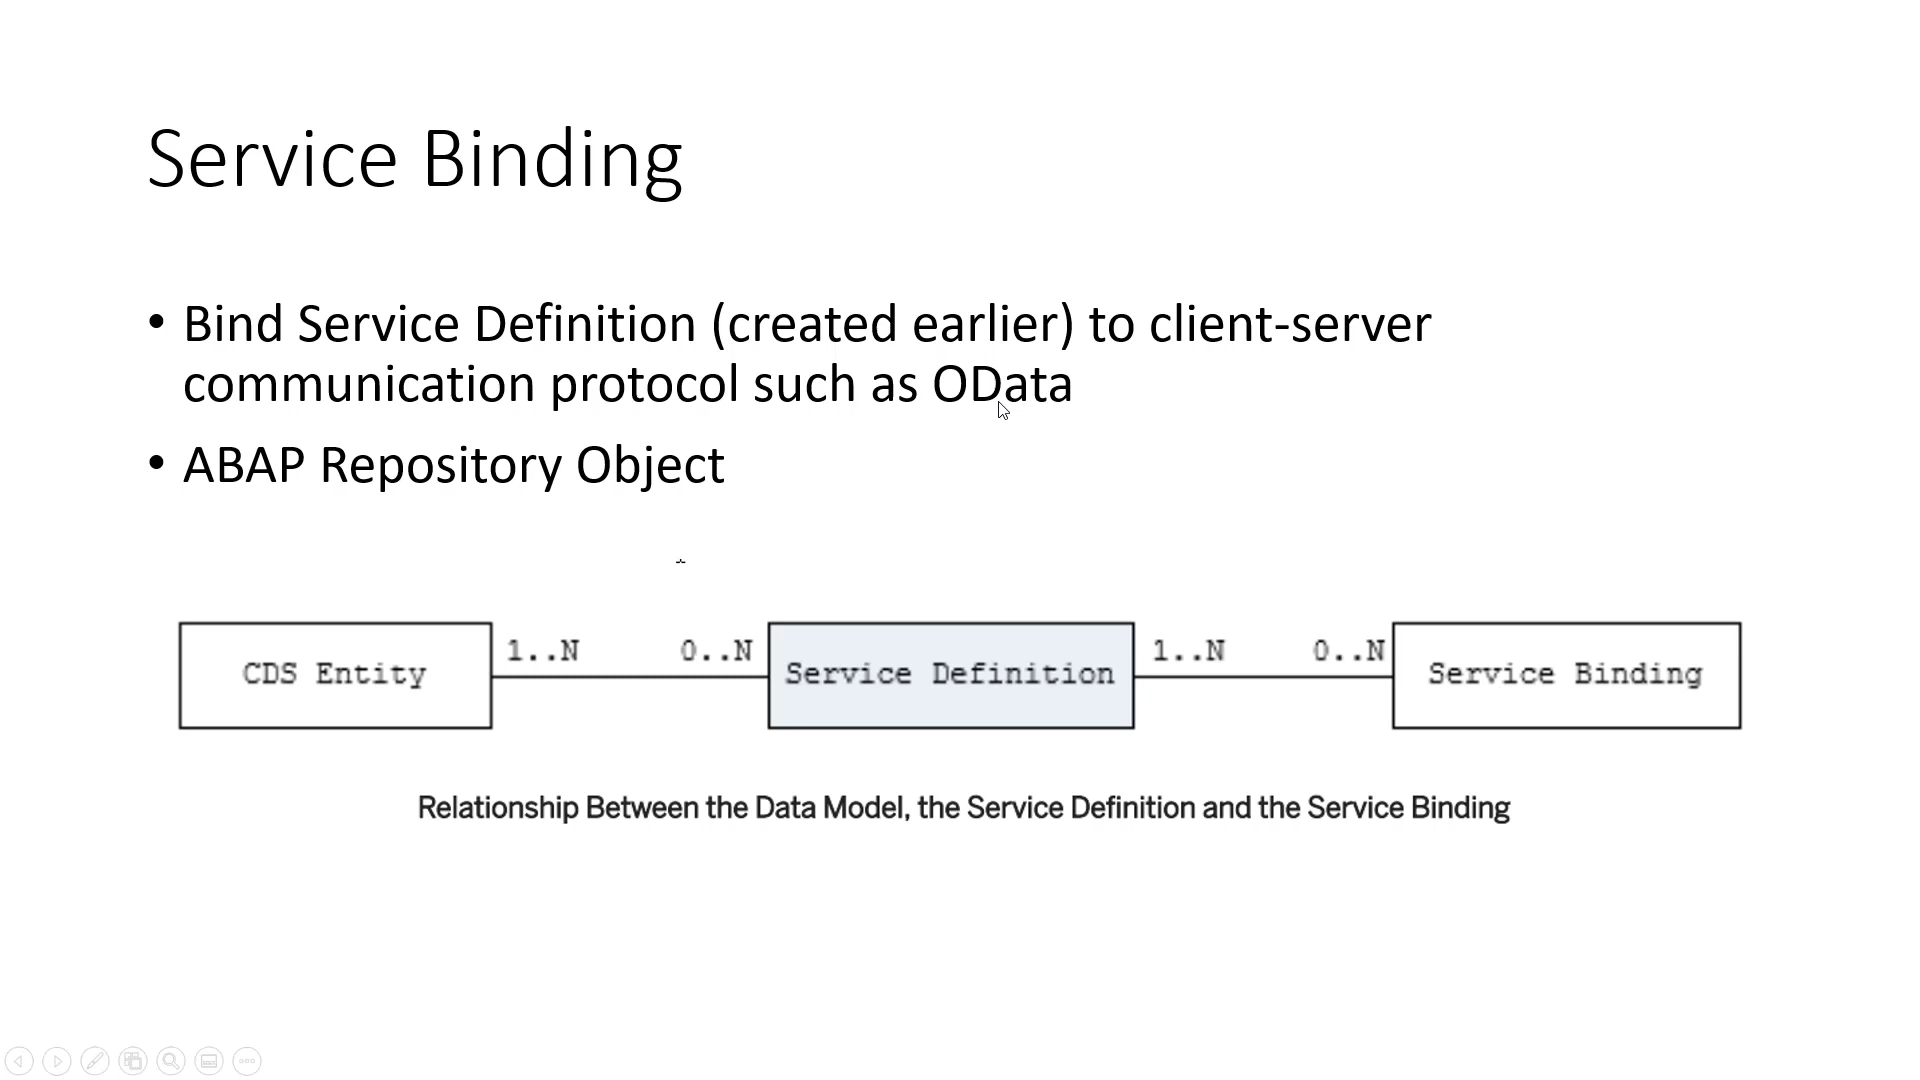 Service Binding
• Bind Service Definition (created earlier) to client-server
communication protocol such as OData
• ABAP Repository Object
CDS Entity 1..N 0..N Service Definition 1..N 0..N Service Binding
Relationship Between the Data Model, the Service Definition and the Service Binding